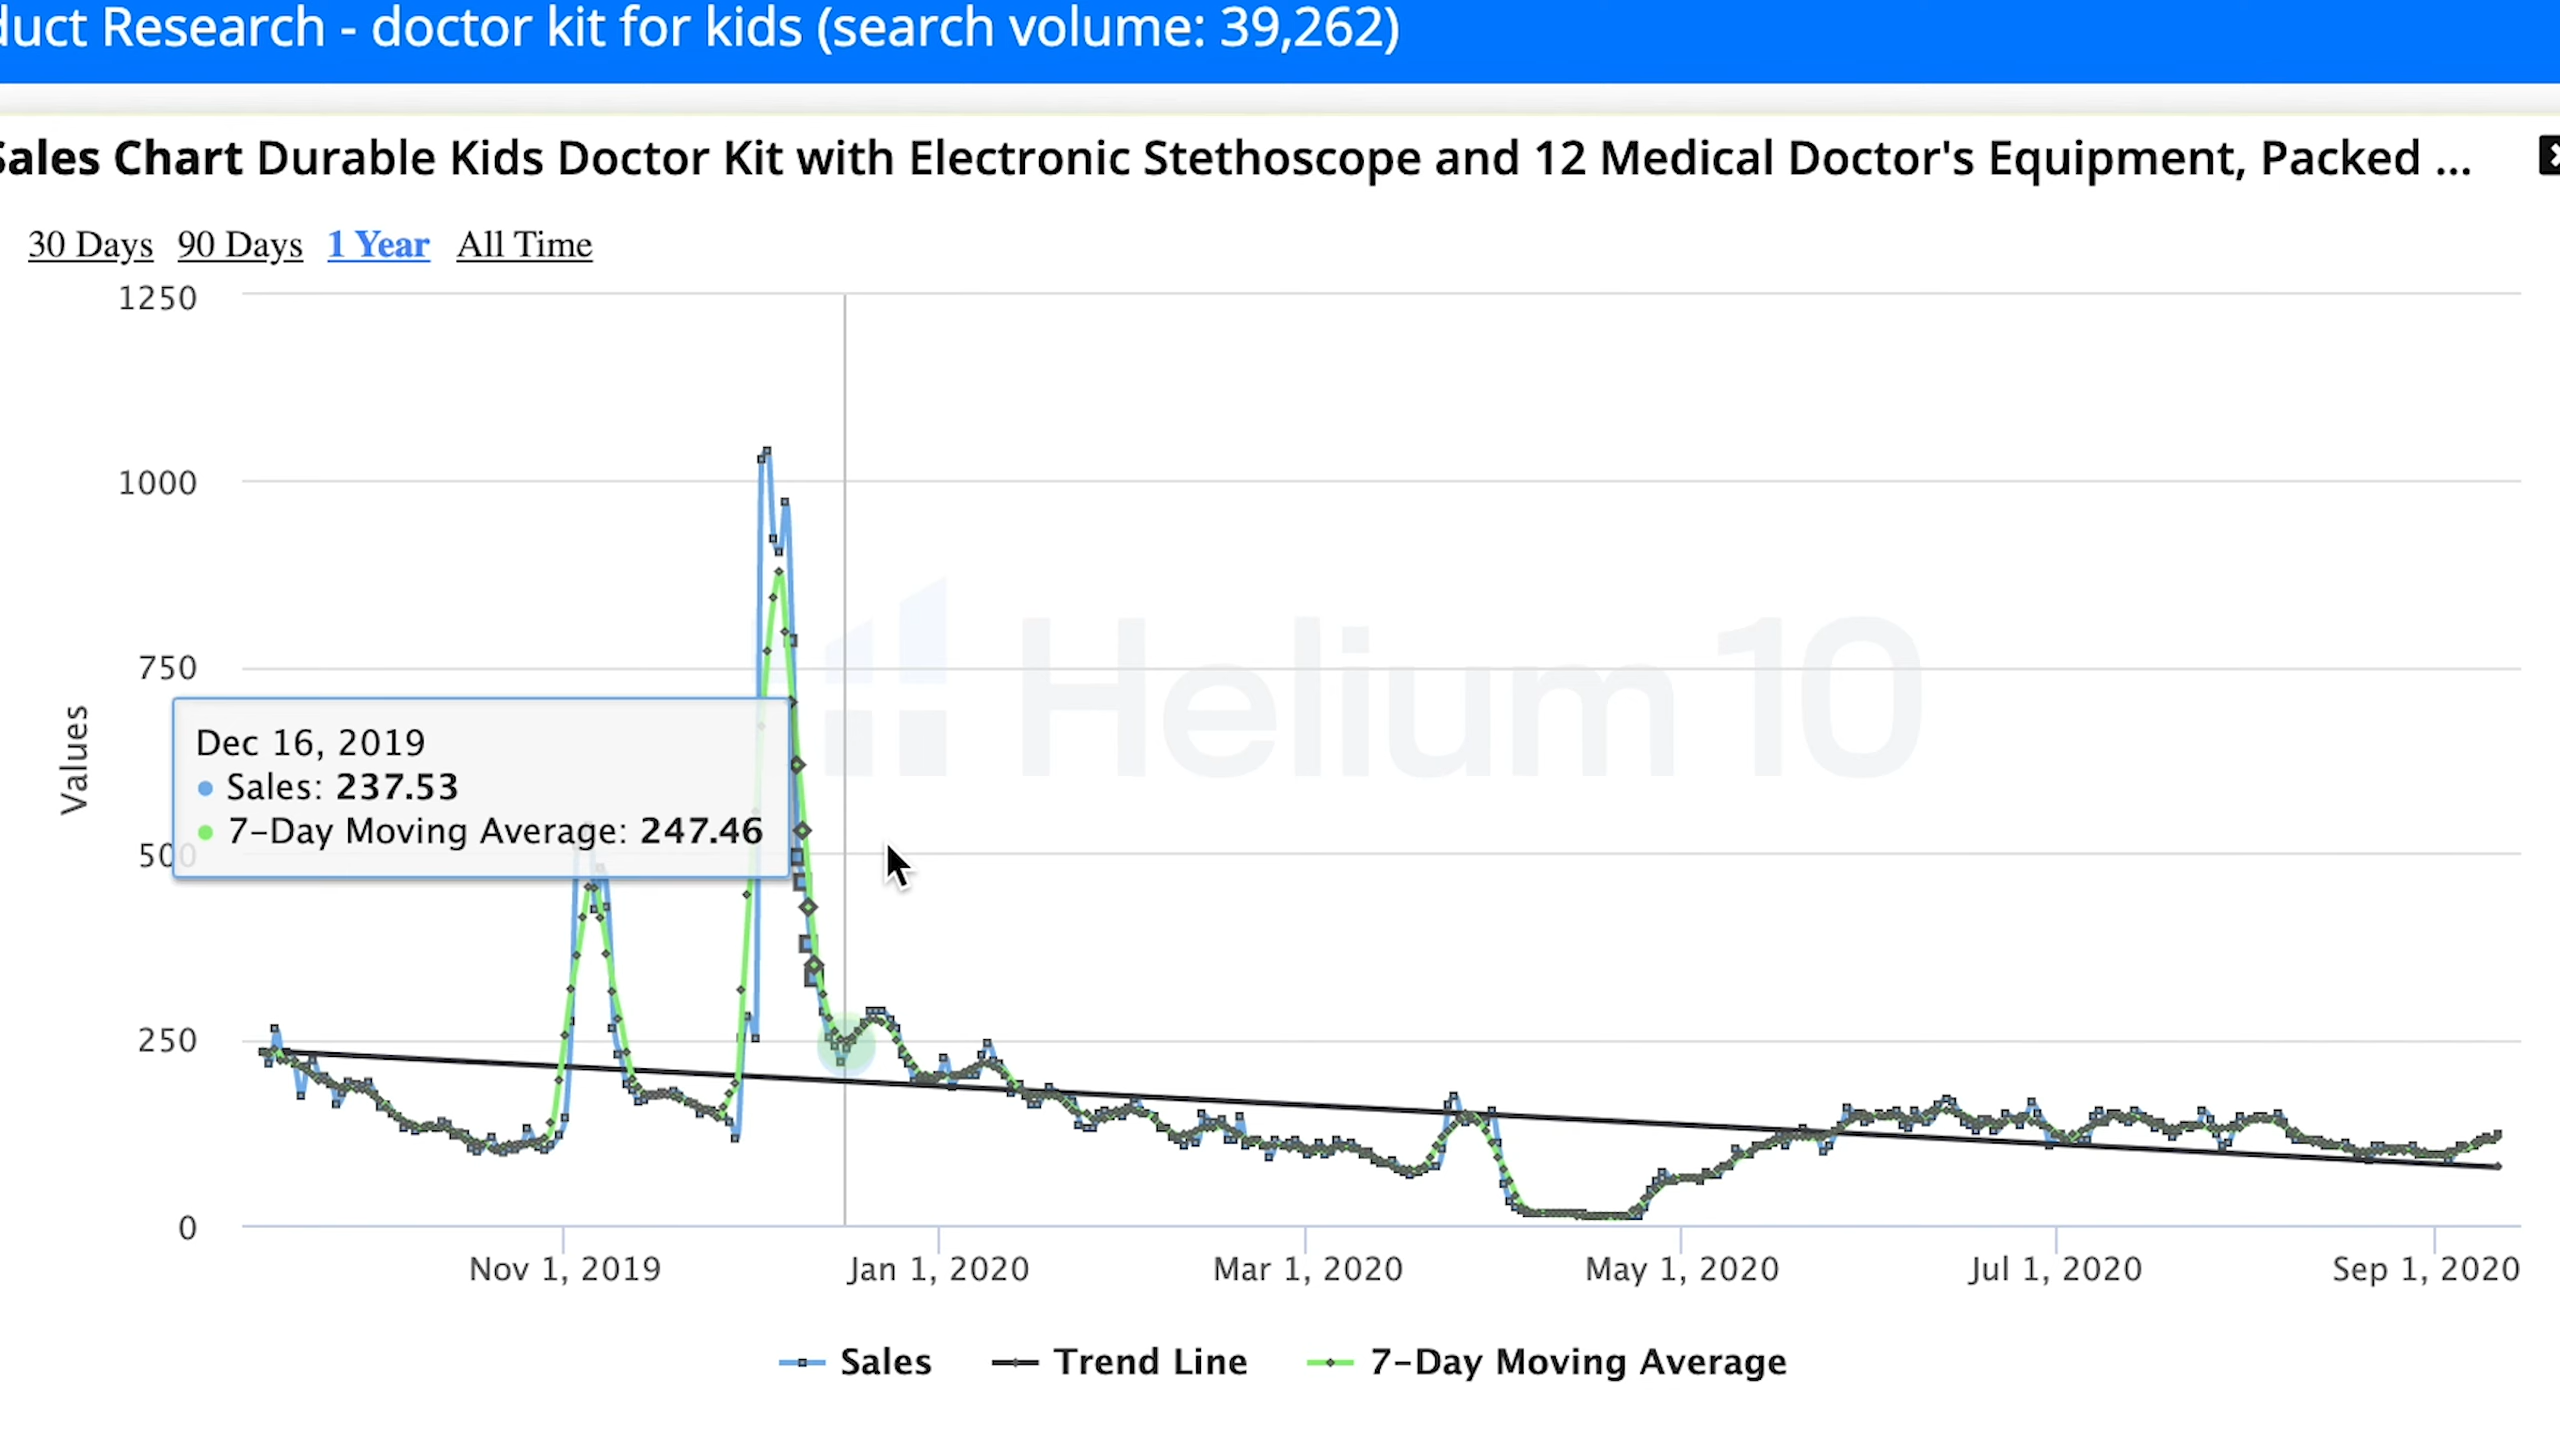 duct Research - doctor kit for kids (search volume: 39,262)
Sales Chart Durable Kids Doctor Kit with Electronic Stethoscope and 12 Medical Doctor's Equipment, Packed ...
30 Days 90 Days 1 Year All Time
1250
1000
750
500
250
0
Values
Helium 10
Dec 16, 2019
Sales: 237.53
7-Day Moving Average: 247.46
Nov 1, 2019 Jan 1, 2020 Mar 1, 2020 May 1, 2020 Jul 1, 2020 Sep 1, 2020
Sales Trend Line 7-Day Moving Average